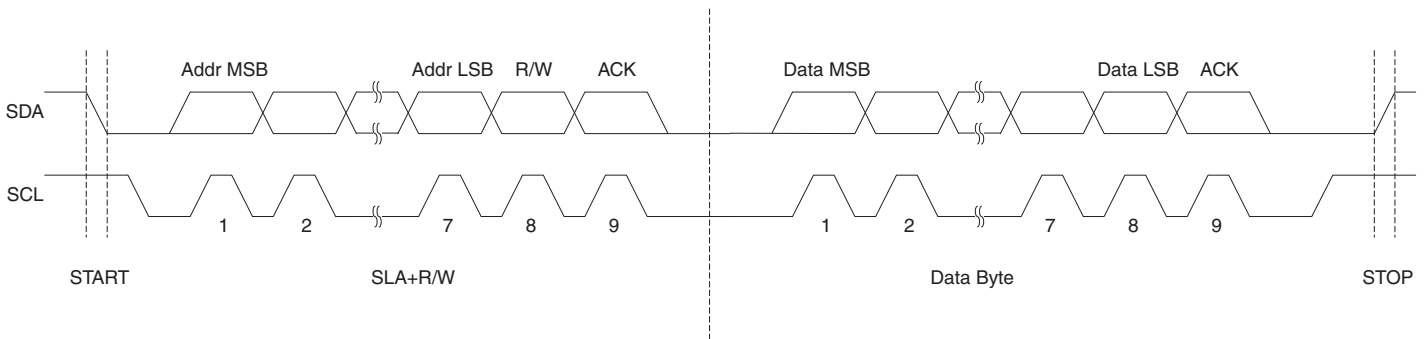 Addr MSB Addr LSB R/W ACK Data MSB Data LSB ACK
SDA
SCL
1 2 7 8 9 1 2 7 8 9
START SLA+R/W Data Byte STOP